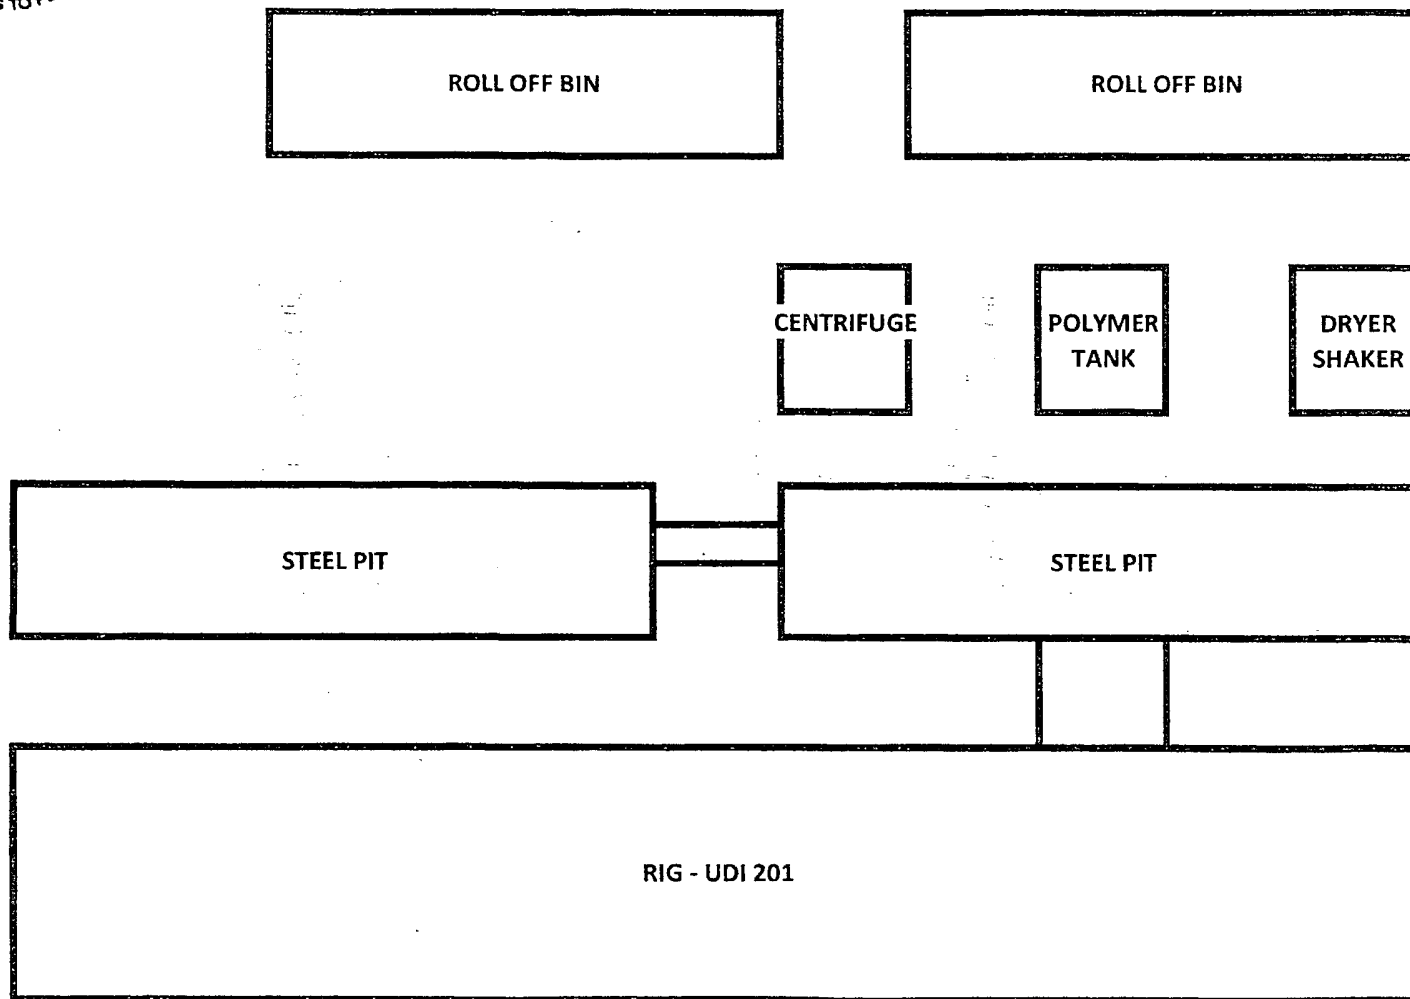 ROLL OFF BIN
ROLL OFF BIN
CENTRIFUGE
POLYMER
TANK
DRYER
SHAKER
STEEL PIT
STEEL PIT
RIG - UDI 201